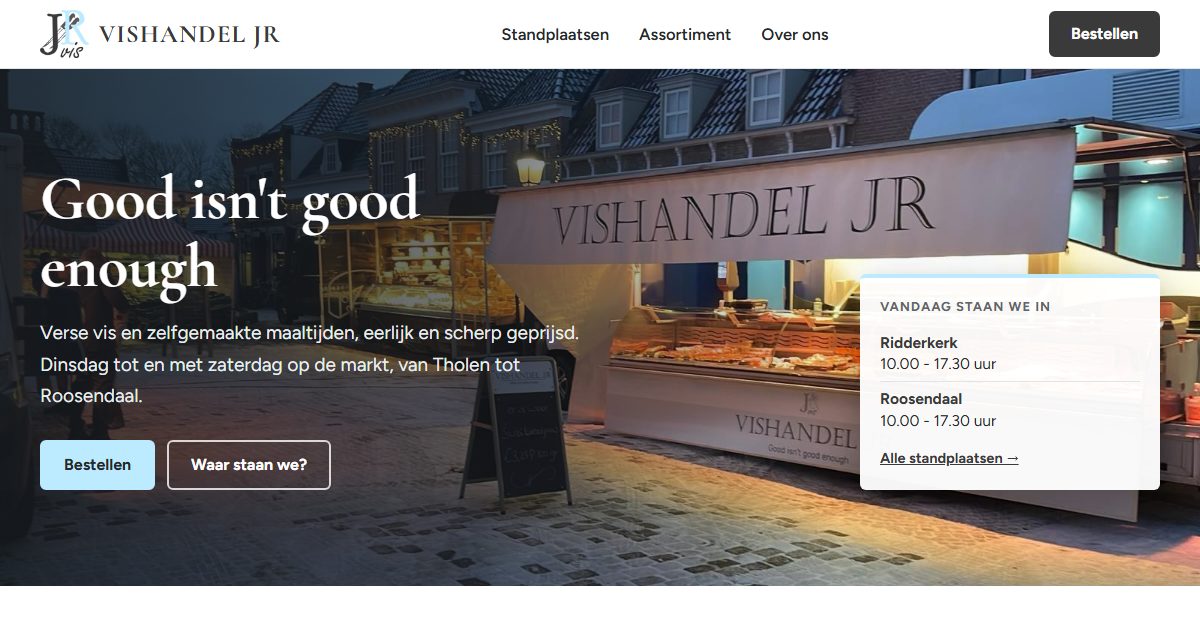 JR vis VISHANDEL JR
Standplaatsen Assortiment Over ons
Bestellen
Good isn't good
enough
VISHANDEL JR
VANDAAG STAAN WE IN
Ridderkerk
10.00 - 17.30 uur
Roosendaal
10.00 - 17.30 uur
Alle standplaatsen →
Verse vis en zelfgemaakte maaltijden, eerlijk en scherp geprijsd.
Dinsdag tot en met zaterdag op de markt, van Tholen tot
Roosendaal.
Bestellen
Waar staan we?
VISHANDEL JR
VISHANDEL
Good isn't good enough